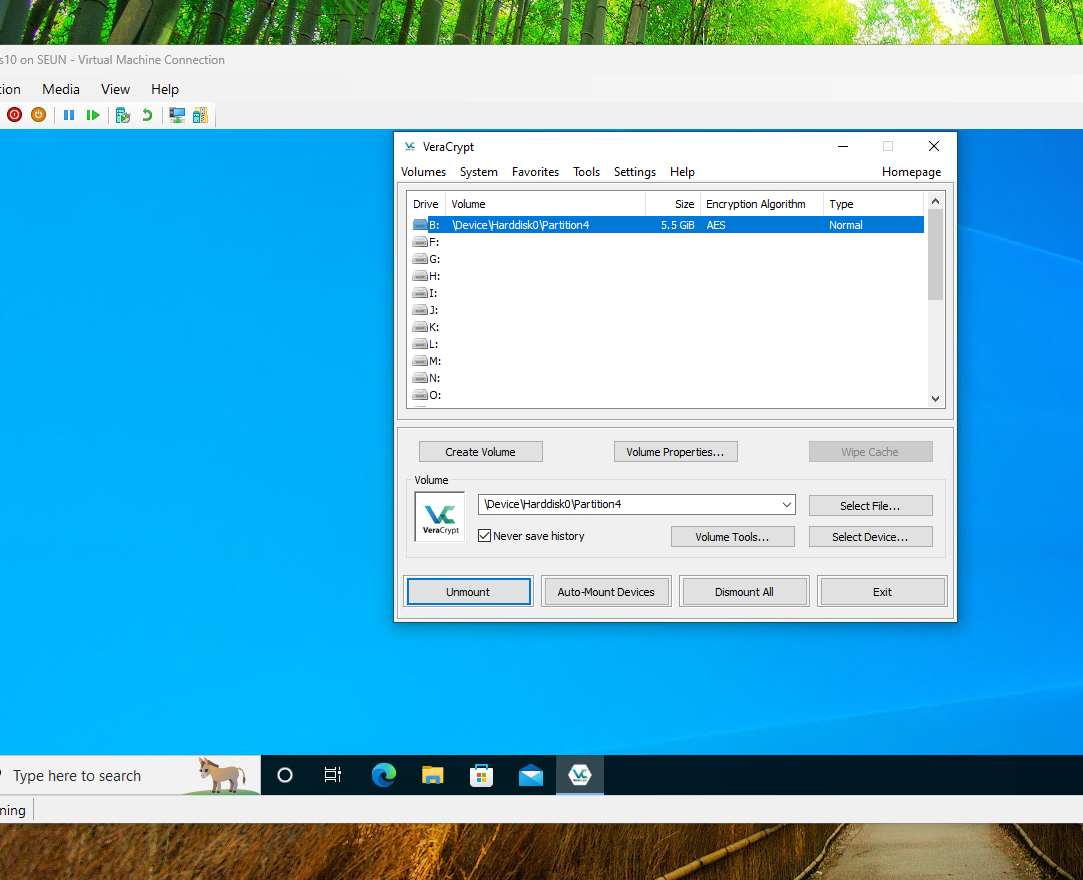 s10 on SEUN - Virtual Machine Connection
tion Media View Help
VeraCrypt
Volumes System Favorites Tools Settings Help Homepage
Drive Volume Size Encryption Algorithm Type
B: \Device\Harddisk0\Partition4 5.5 GiB AES Normal
F:
G:
H:
I:
J:
K:
L:
M:
N:
O:
Create Volume Volume Properties... Wipe Cache
Volume
VeraCrypt
\Device\Harddisk0\Partition4 Select File...
Never save history Volume Tools... Select Device...
Unmount Auto-Mount Devices Dismount All Exit
Type here to search
ning